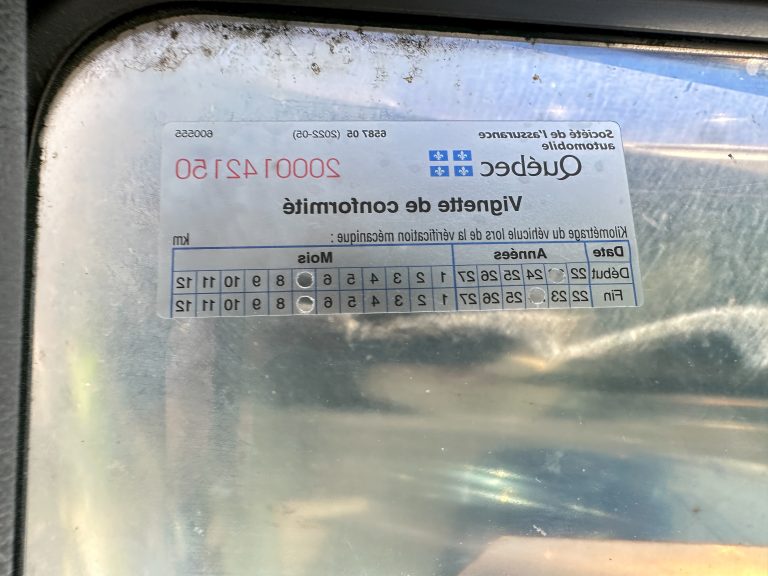 Société de l'assurance
automobile
6587 05 (2022-05) 600555
Québec 2000142150
Vignette de conformité
Kilométrage du véhicule lors de la vérification mécanique : km
Date Années Mois
Début 22 24 25 26 27 1 2 3 4 5 6 8 9 10 11 12
Fin 22 23 25 26 27 1 2 3 4 5 6 8 9 10 11 12